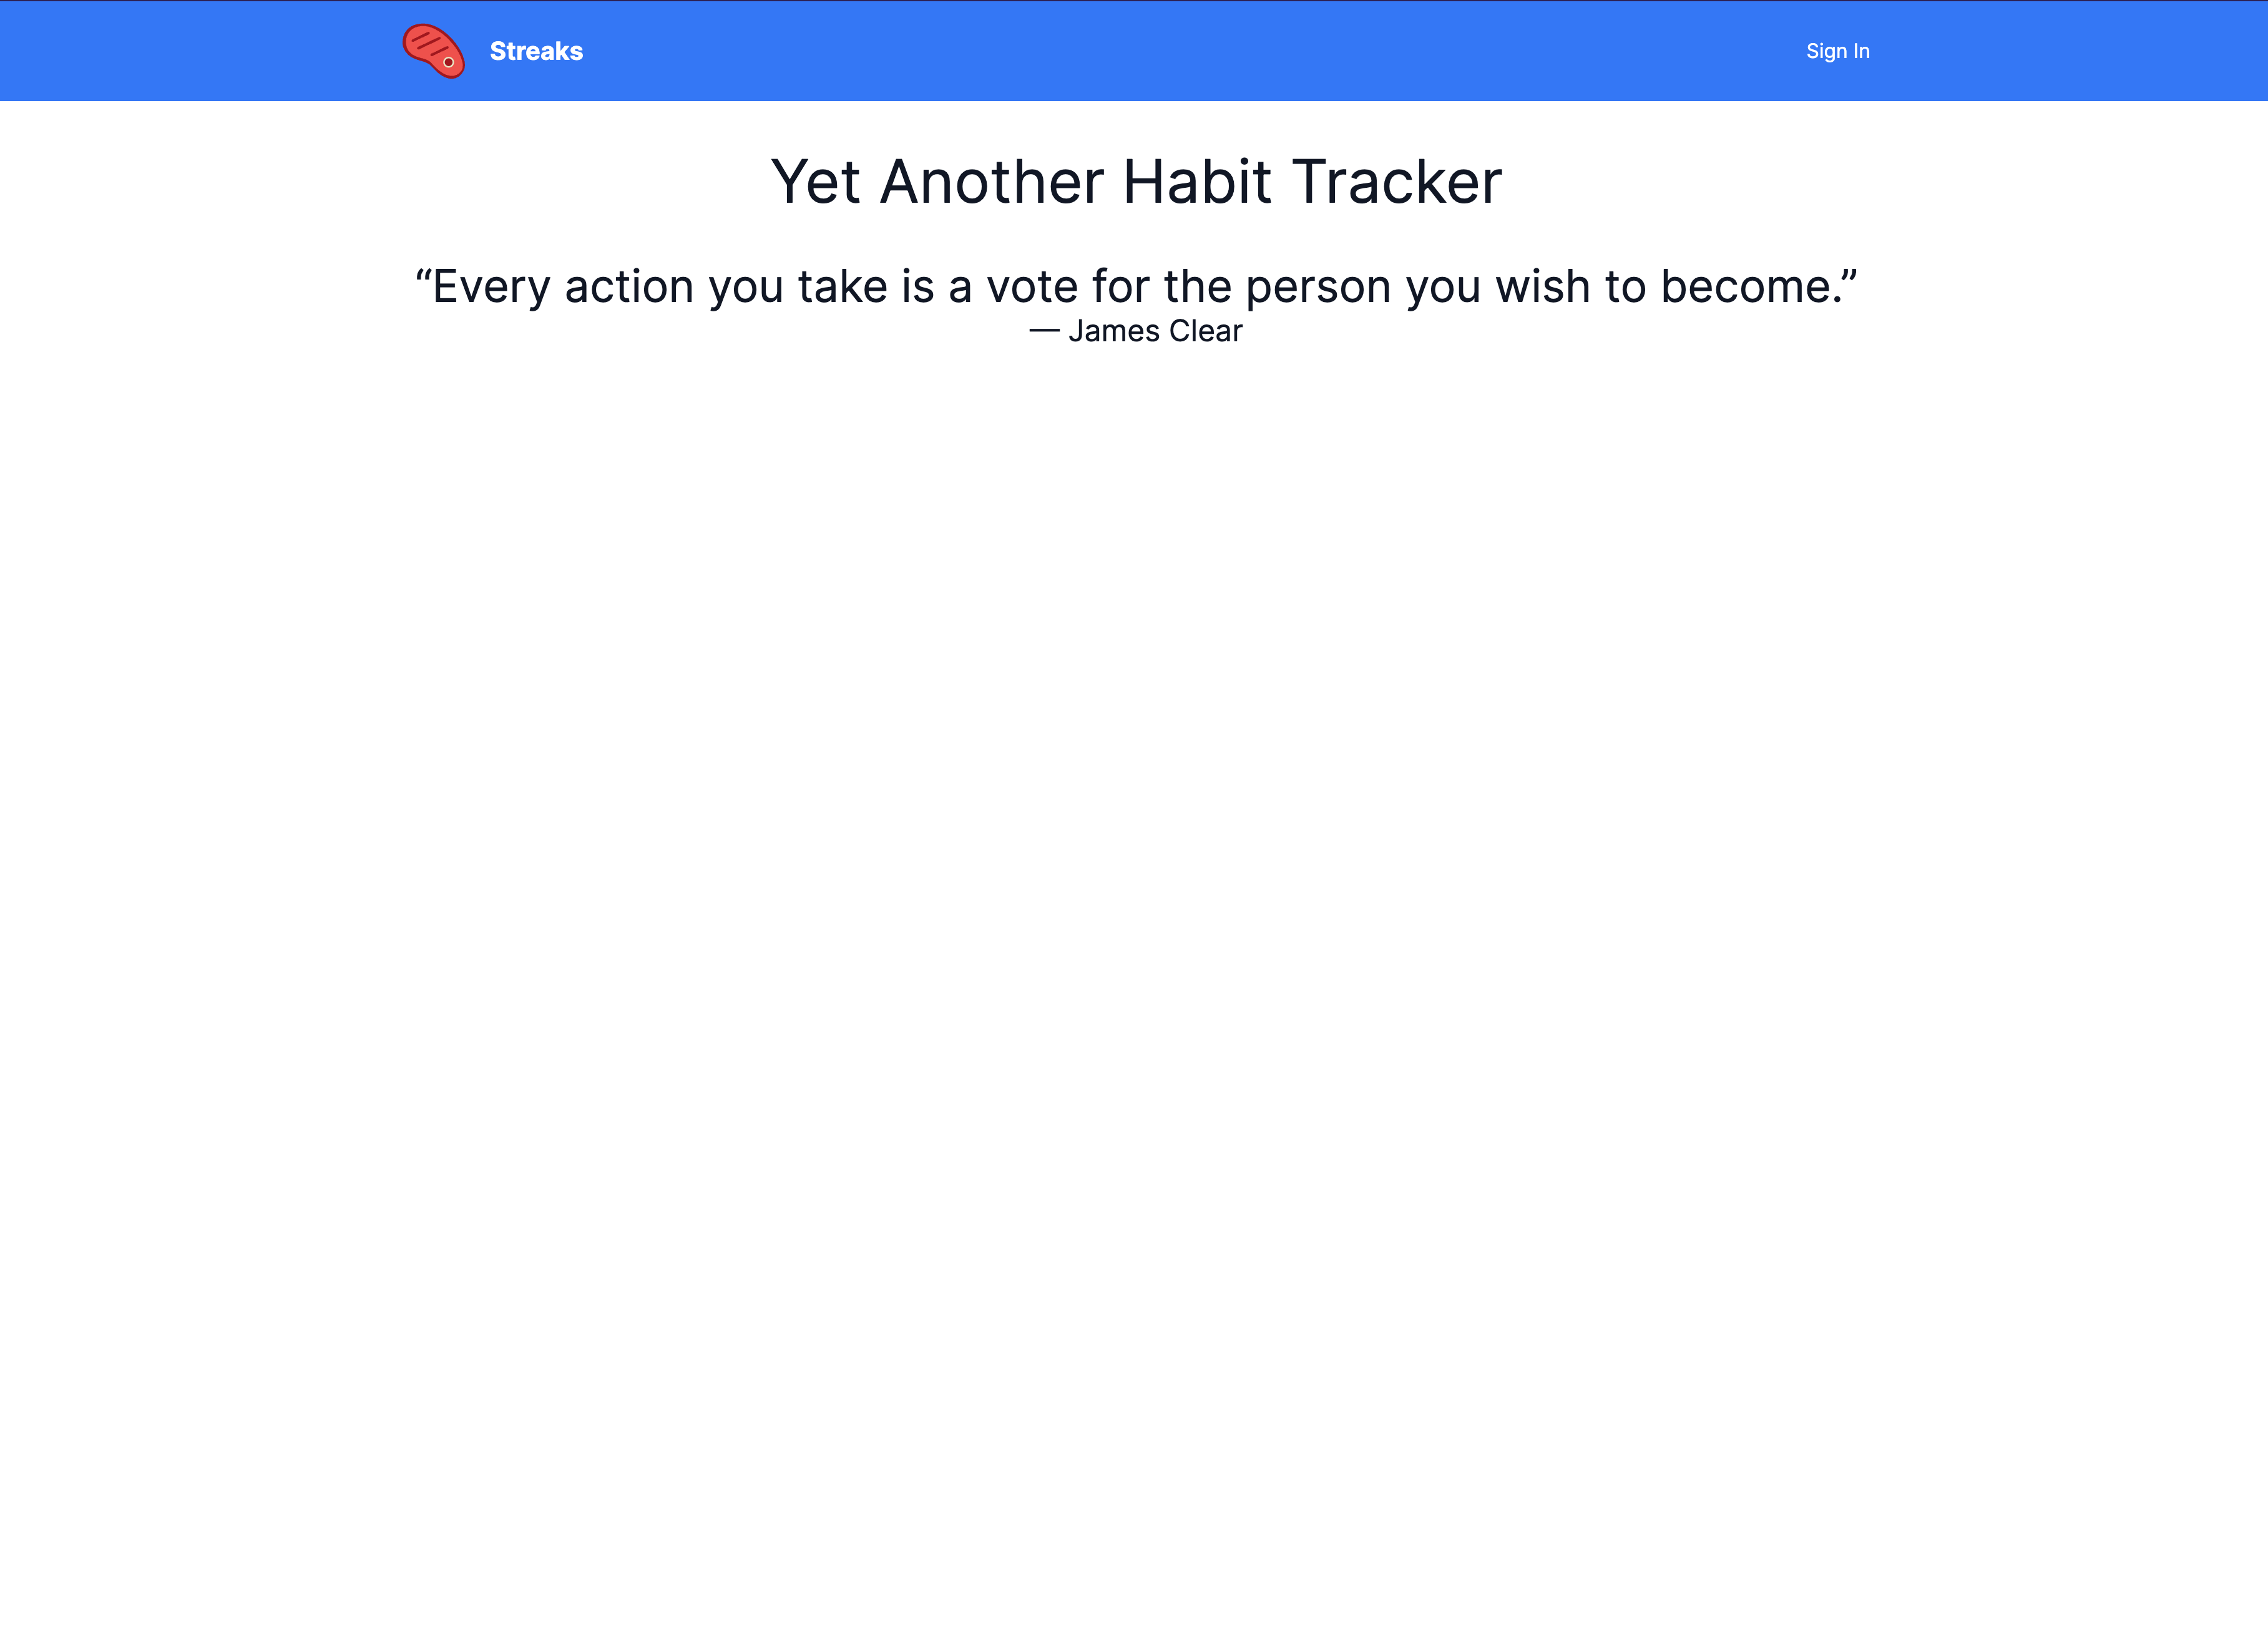 Streaks
Sign In
Yet Another Habit Tracker
“Every action you take is a vote for the person you wish to become.”
— James Clear